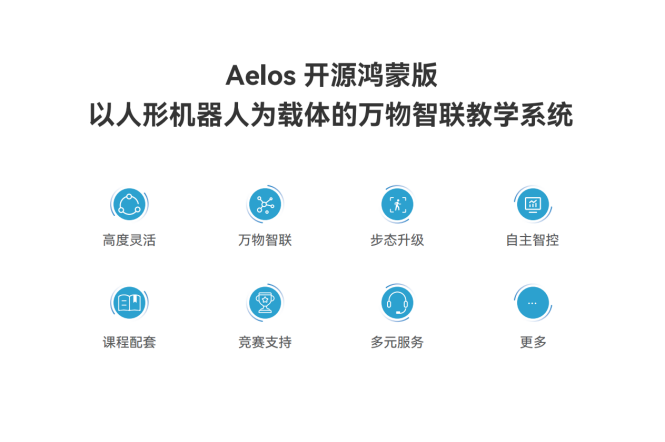 Aelos 开源鸿蒙版
以人形机器人为载体的万物智联教学系统
高度灵活
万物智联
步态升级
自主智控
课程配套
竞赛支持
多元服务
更多